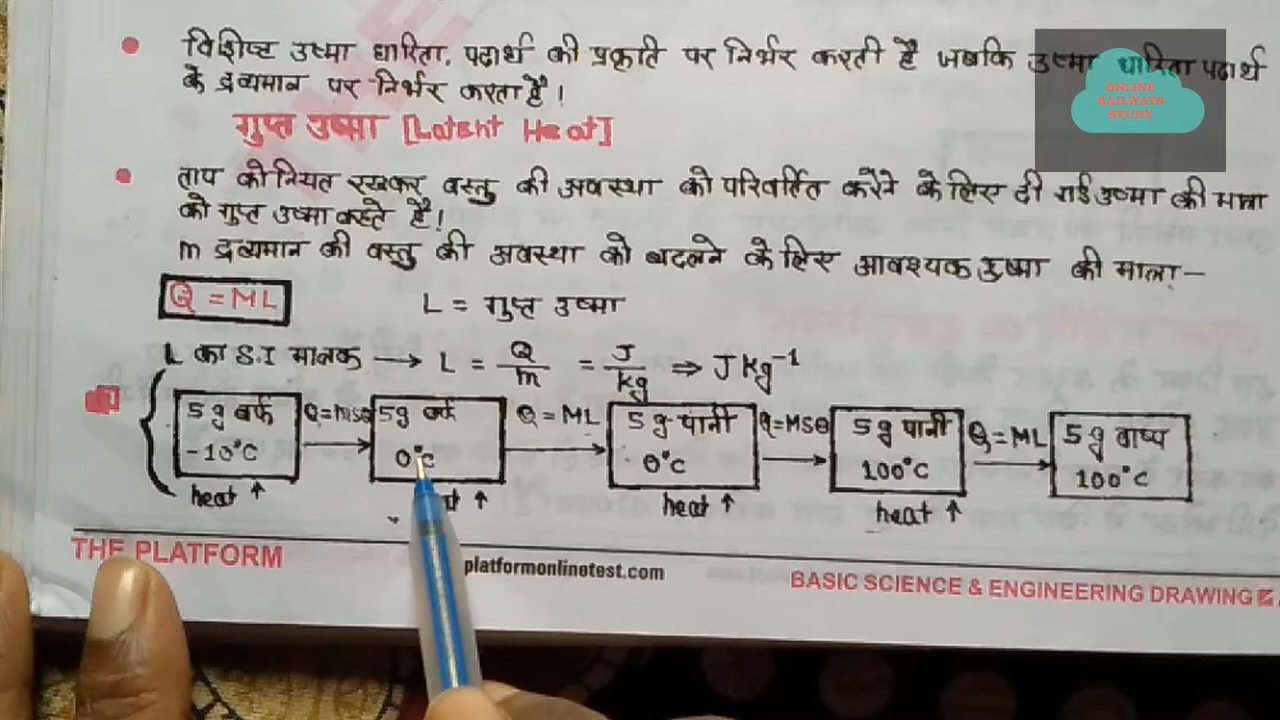 विशिष्ट उष्मा धारिता, पदार्थ की प्रकृति पर निर्भर करती है जबकि उष्मा धारिता पदार्थ
के द्रव्यमान पर निर्भर करता है।
ONLINE
RAILWAYS
STUDY
गुप्त उष्मा [Latent Heat]
ताप को नियत रखकर वस्तु की अवस्था को परिवर्तित करने के लिए दी गई उष्मा की मात्रा
को गुप्त उष्मा कहते है।
m द्रव्यमान की वस्तु की अवस्था को बदलने के लिए आवश्यक उष्मा की मात्रा -
Q = ML L = गुप्त उष्मा
L का S.I मात्रक → L = Q/m = J/kg ⇒ J kg⁻¹
5g बर्फ Q=msθ 5g बर्फ Q=ML 5g पानी Q=MSθ 5g पानी Q=ML 5g वाष्प
-10°C → 0°C → 0°C → 100°C → 100°C
heat ↑ ↑ heat ↑ heat ↑
THE PLATFORM platformonlinetest.com BASIC SCIENCE & ENGINEERING DRAWING